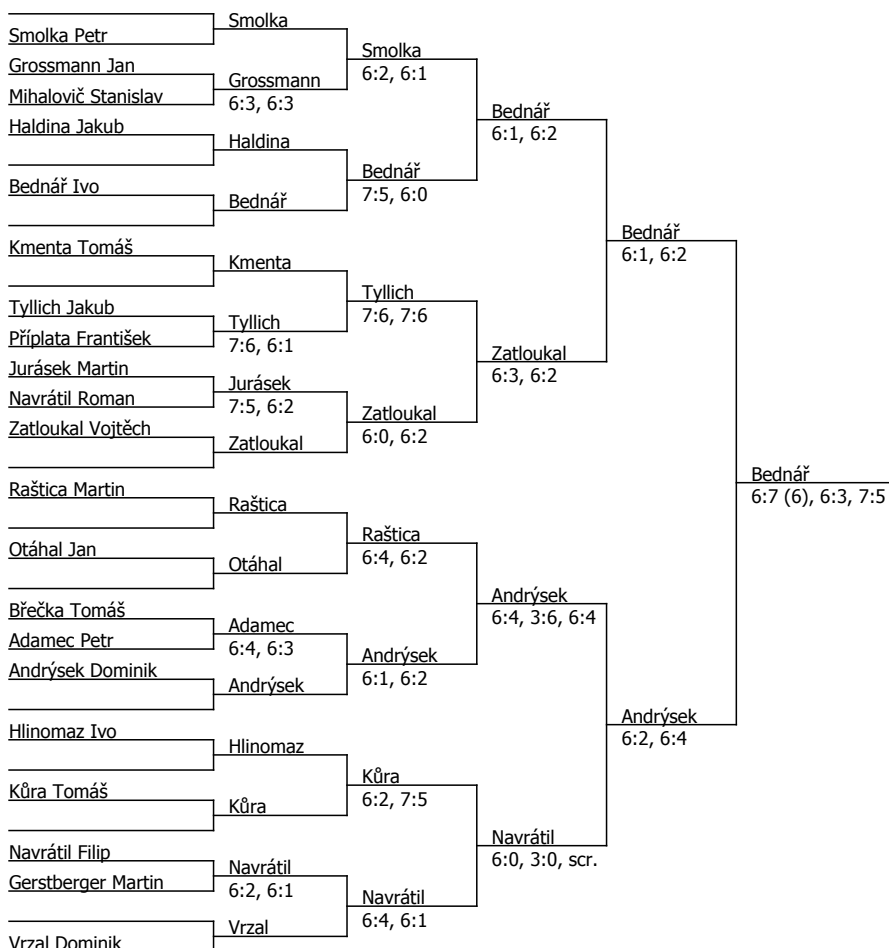 Smolka Petr
Grossmann Jan
Mihalovič Stanislav
Haldina Jakub
Bednář Ivo
Kmenta Tomáš
Tyllich Jakub
Příplata František
Jurásek Martin
Navrátil Roman
Zatloukal Vojtěch
Raštica Martin
Otáhal Jan
Břečka Tomáš
Adamec Petr
Andrýsek Dominik
Hlinomaz Ivo
Kůra Tomáš
Navrátil Filip
Gerstberger Martin
Vrzal Dominik
Smolka
Grossmann
6:3, 6:3
Haldina
Bednář
Kmenta
Tyllich
7:6, 6:1
Jurásek
7:5, 6:2
Zatloukal
Raštica
Otáhal
Adamec
6:4, 6:3
Andrýsek
Hlinomaz
Kůra
Navrátil
6:2, 6:1
Vrzal
Smolka
6:2, 6:1
Bednář
7:5, 6:0
Tyllich
7:6, 7:6
Zatloukal
6:0, 6:2
Raštica
6:4, 6:2
Andrýsek
6:1, 6:2
Kůra
6:2, 7:5
Navrátil
6:4, 6:1
Bednář
6:1, 6:2
Zatloukal
6:3, 6:2
Andrýsek
6:4, 3:6, 6:4
Navrátil
6:0, 3:0, scr.
Bednář
6:1, 6:2
Andrýsek
6:2, 6:4
Bednář
6:7 (6), 6:3, 7:5